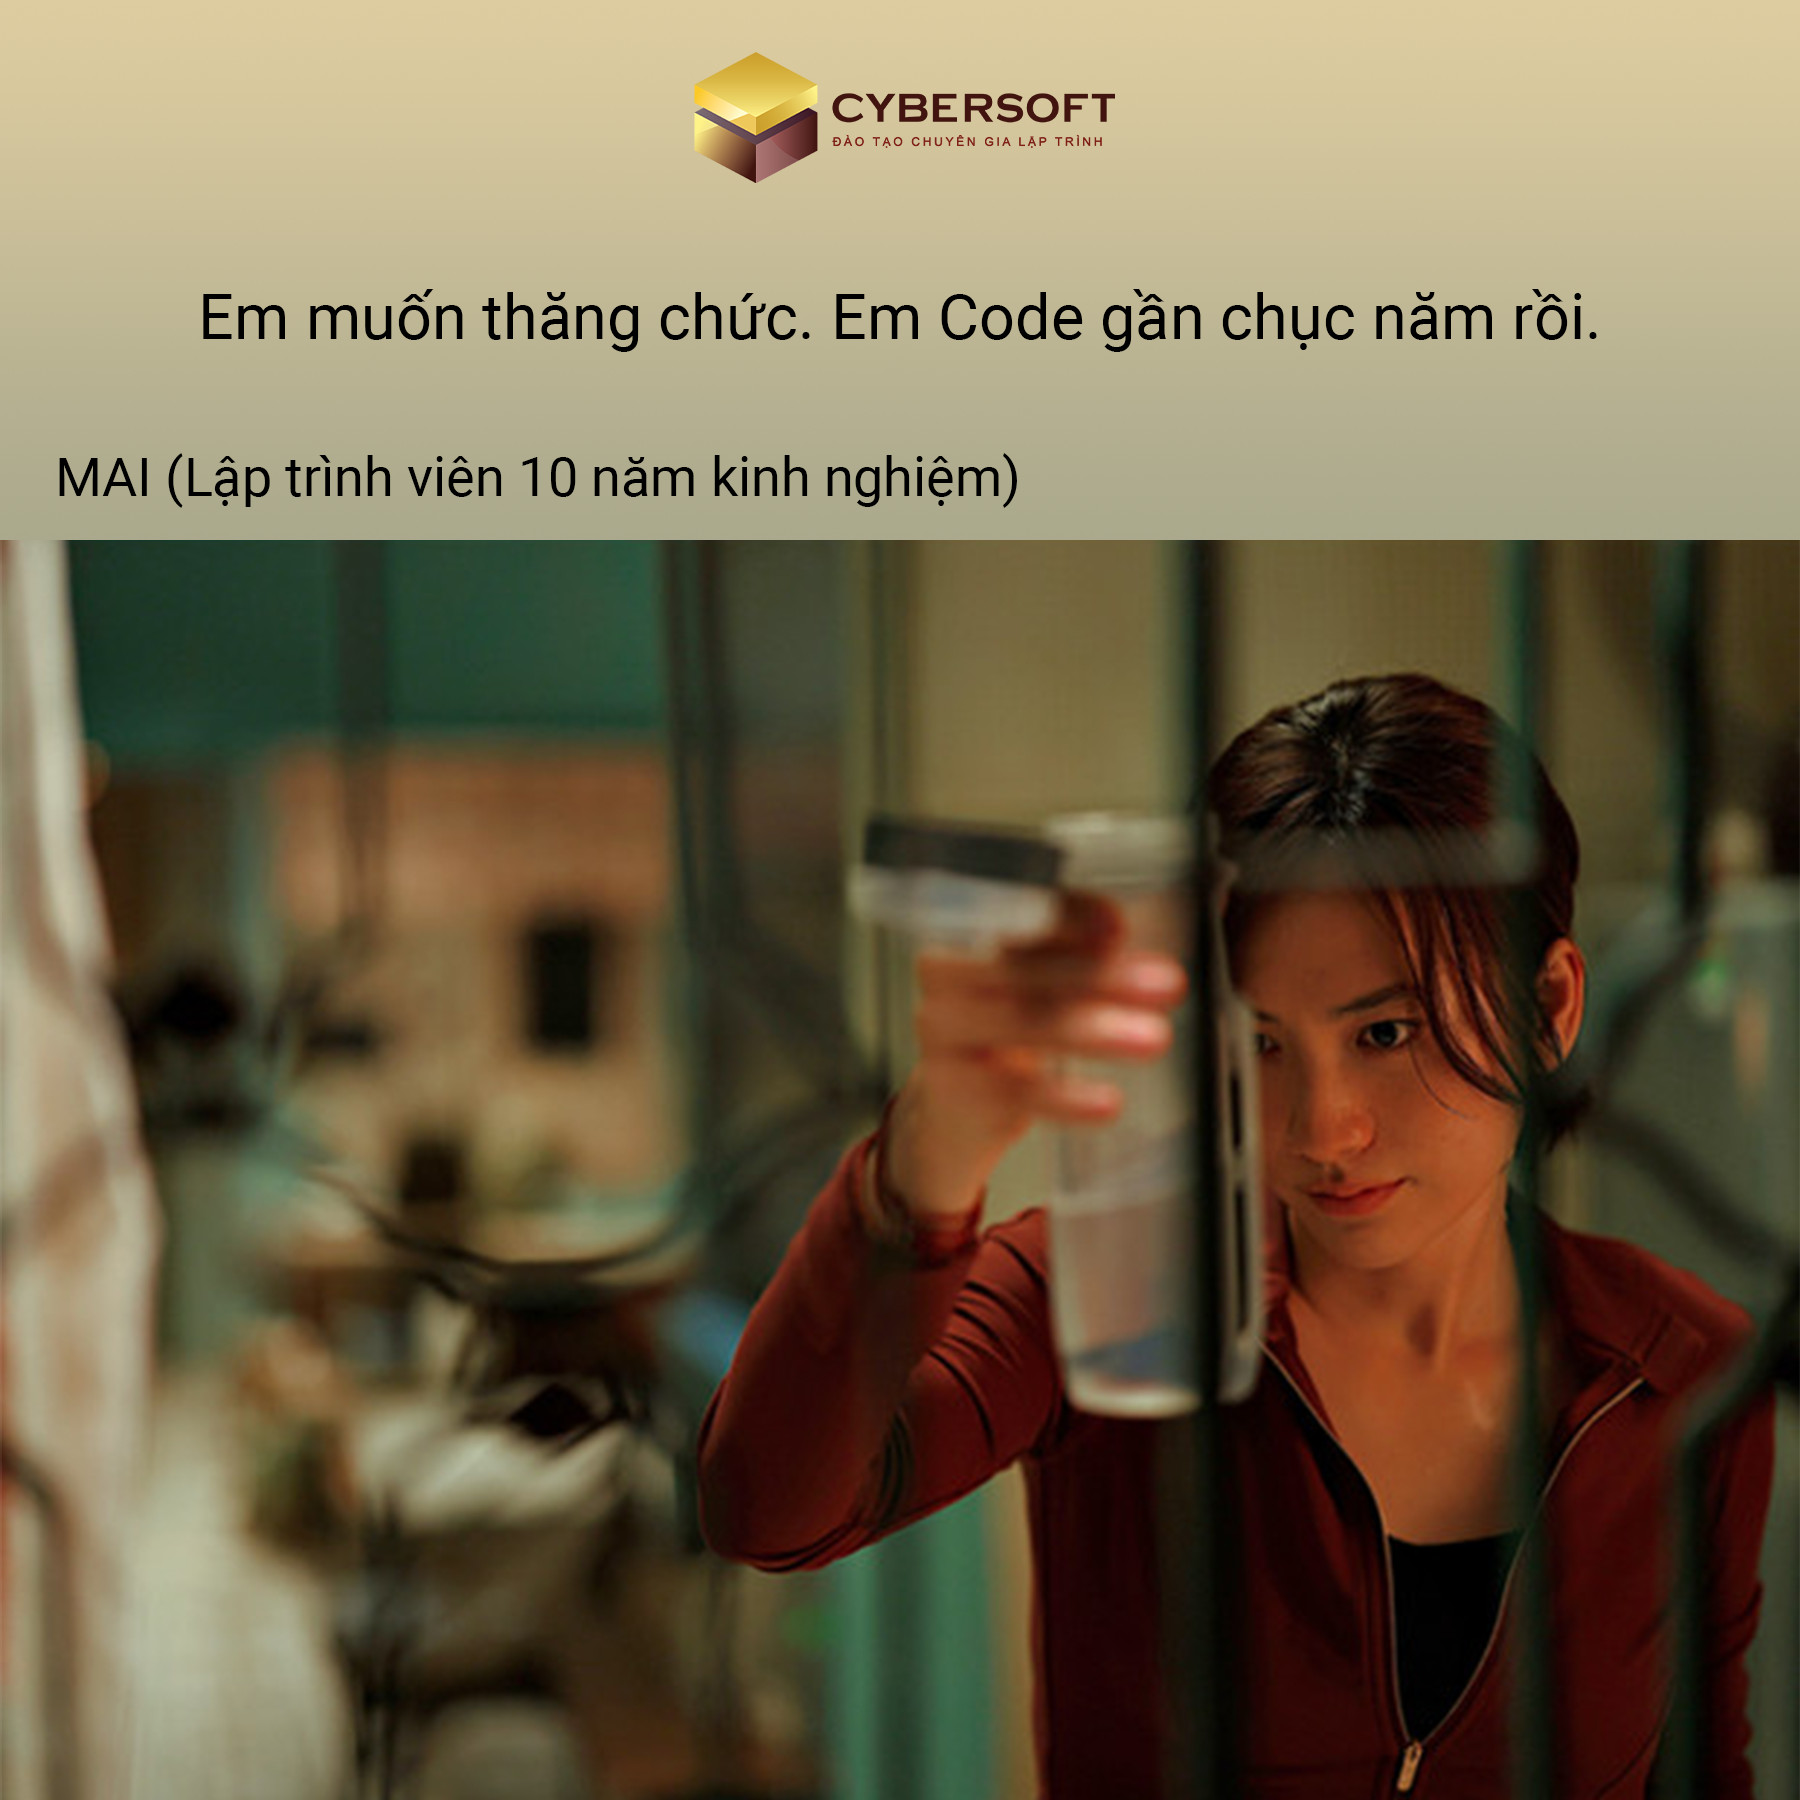 CYBERSOFT
ĐÀO TẠO CHUYÊN GIA LẬP TRÌNH
Em muốn thăng chức. Em Code gần chục năm rồi.
MAI (Lập trình viên 10 năm kinh nghiệm)